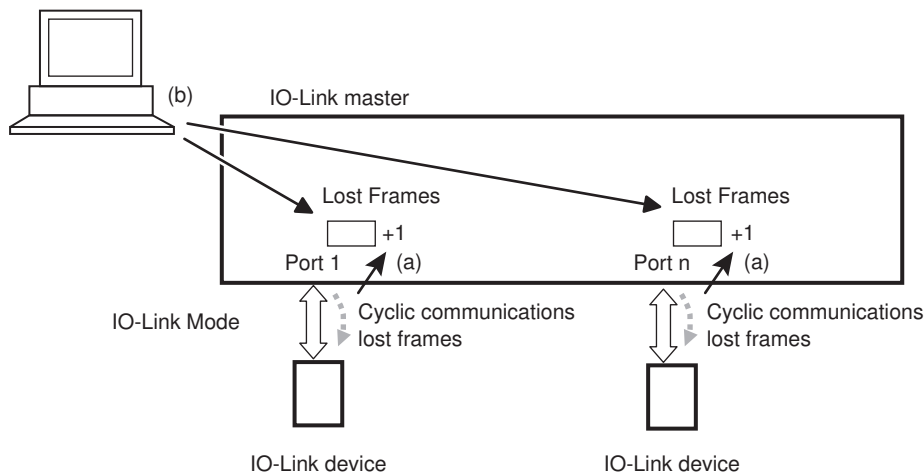 (b)
IO-Link master
Lost Frames
Lost Frames
+1
+1
Port 1
(a)
Port n
(a)
IO-Link Mode
Cyclic communications
lost frames
Cyclic communications
lost frames
IO-Link device
IO-Link device